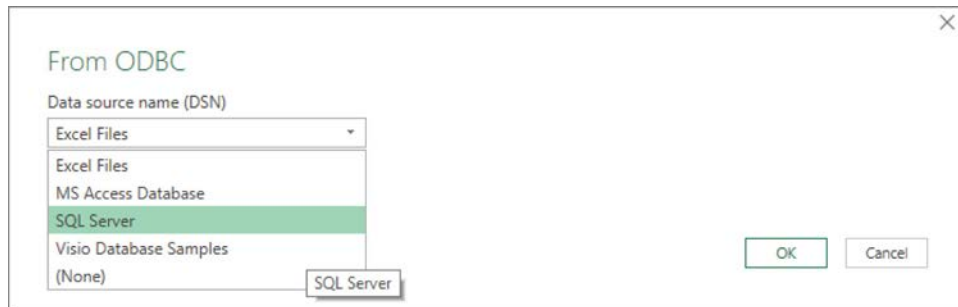 From ODBC
Data source name (DSN)
Excel Files
Excel Files
MS Access Database
SQL Server
Visio Database Samples
(None)
SQL Server
OK Cancel